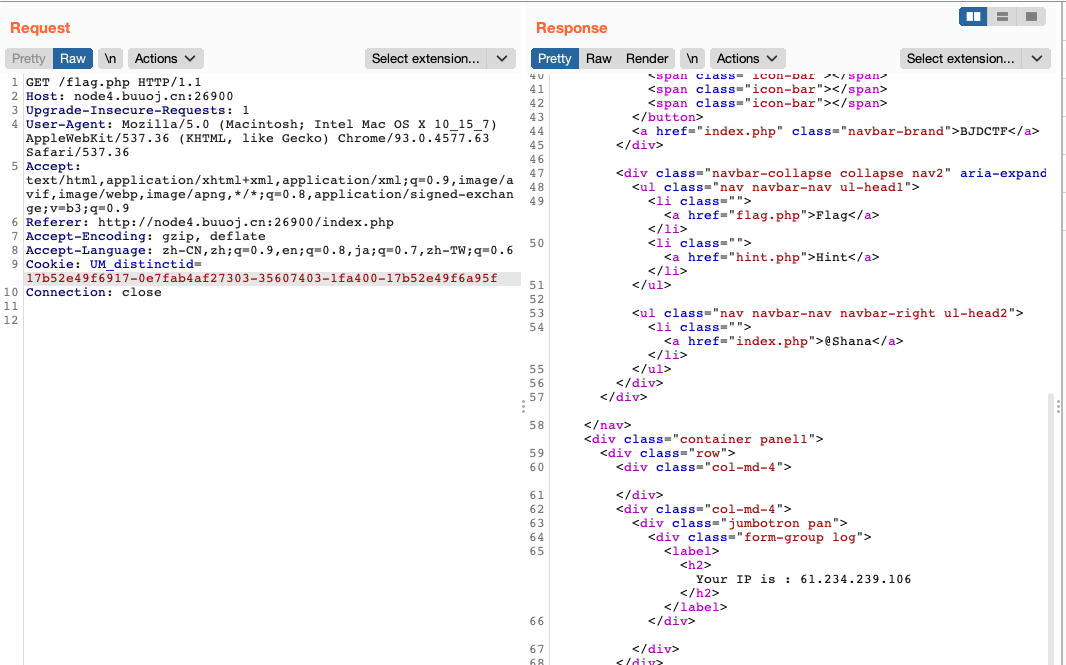 Request
Response
Pretty Raw \n Actions Select extension...
Pretty Raw Render \n Actions Select extension...
1 GET /flag.php HTTP/1.1
2 Host: node4.buuoj.cn:26900
3 Upgrade-Insecure-Requests: 1
4 User-Agent: Mozilla/5.0 (Macintosh; Intel Mac OS X 10_15_7)
AppleWebKit/537.36 (KHTML, like Gecko) Chrome/93.0.4577.63
Safari/537.36
5 Accept:
text/html,application/xhtml+xml,application/xml;q=0.9,image/a
vif,image/webp,image/apng,*/*;q=0.8,application/signed-exchan
ge;v=b3;q=0.9
6 Referer: http://node4.buuoj.cn:26900/index.php
7 Accept-Encoding: gzip, deflate
8 Accept-Language: zh-CN,zh;q=0.9,en;q=0.8,ja;q=0.7,zh-TW;q=0.6
9 Cookie: UM_distinctid=
17b52e49f6917-0e7fab4af27303-35607403-1fa400-17b52e49f6a95f
10 Connection: close
11
12
40 <span class="icon-bar"></span>
41 <span class="icon-bar"></span>
42 <span class="icon-bar"></span>
43 </button>
44 <a href="index.php" class="navbar-brand">BJDCTF</a>
45 </div>
46
47 <div class="navbar-collapse collapse nav2" aria-expand
48 <ul class="nav navbar-nav ul-head1">
49 <li class="">
<a href="flag.php">Flag</a>
</li>
50 <li class="">
<a href="hint.php">Hint</a>
</li>
51 </ul>
52
53 <ul class="nav navbar-nav navbar-right ul-head2">
54 <li class="">
<a href="index.php">@Shana</a>
</li>
55 </ul>
56 </div>
57 </div>
58 </nav>
<div class="container panel1">
59 <div class="row">
60 <div class="col-md-4">
61 </div>
62 <div class="col-md-4">
63 <div class="jumbotron pan">
64 <div class="form-group log">
65 <label>
<h2>
Your IP is : 61.234.239.106
</h2>
</label>
66 </div>
67 </div>
68 </div>